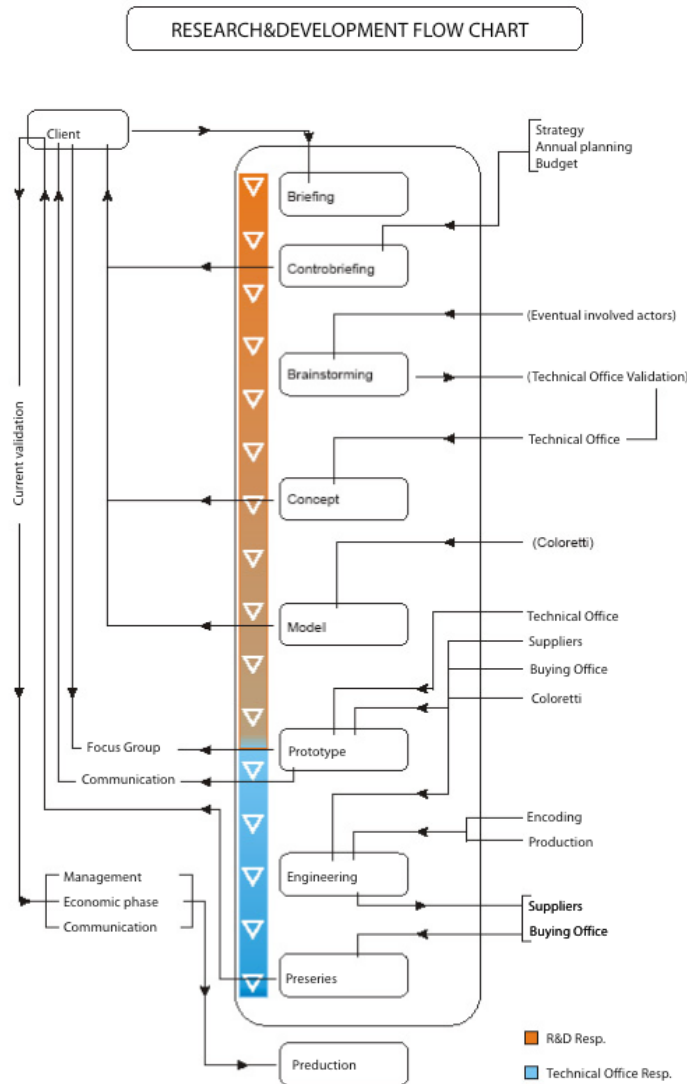 RESEARCH&DEVELOPMENT FLOW CHART
Client
Strategy
Annual planning
Budget
Briefing
Controbriefing
(Eventual involved actors)
Brainstorming
(Technical Office Validation)
Current validation
Technical Office
Concept
(Coloretti)
Model
Technical Office
Suppliers
Buying Office
Coloretti
Focus Group
Prototype
Communication
Encoding
Production
Engineering
Management
Economic phase
Communication
Suppliers
Buying Office
Preseries
Preduction
R&D Resp.
Technical Office Resp.